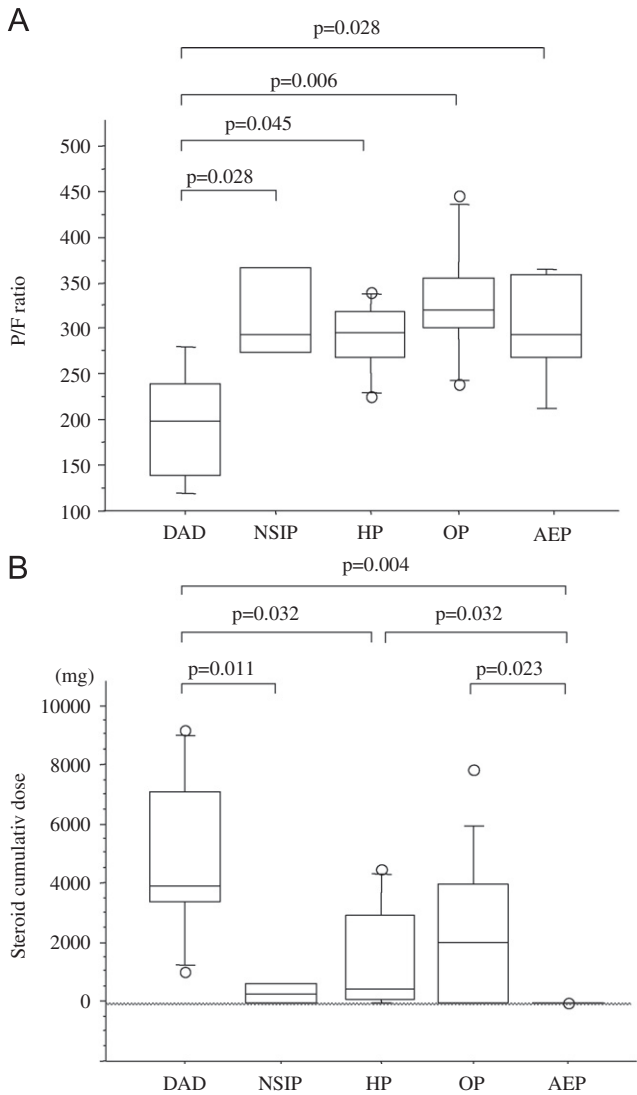 A
p=0.028
p=0.006
p=0.045
p=0.028
500
450
400
350
300
250
200
150
100
P/F ratio
DAD NSIP HP OP AEP
B
p=0.004
p=0.032 p=0.032
(mg) p=0.011 p=0.023
10000
8000
6000
4000
2000
0
Steroid cumulativ dose
DAD NSIP HP OP AEP